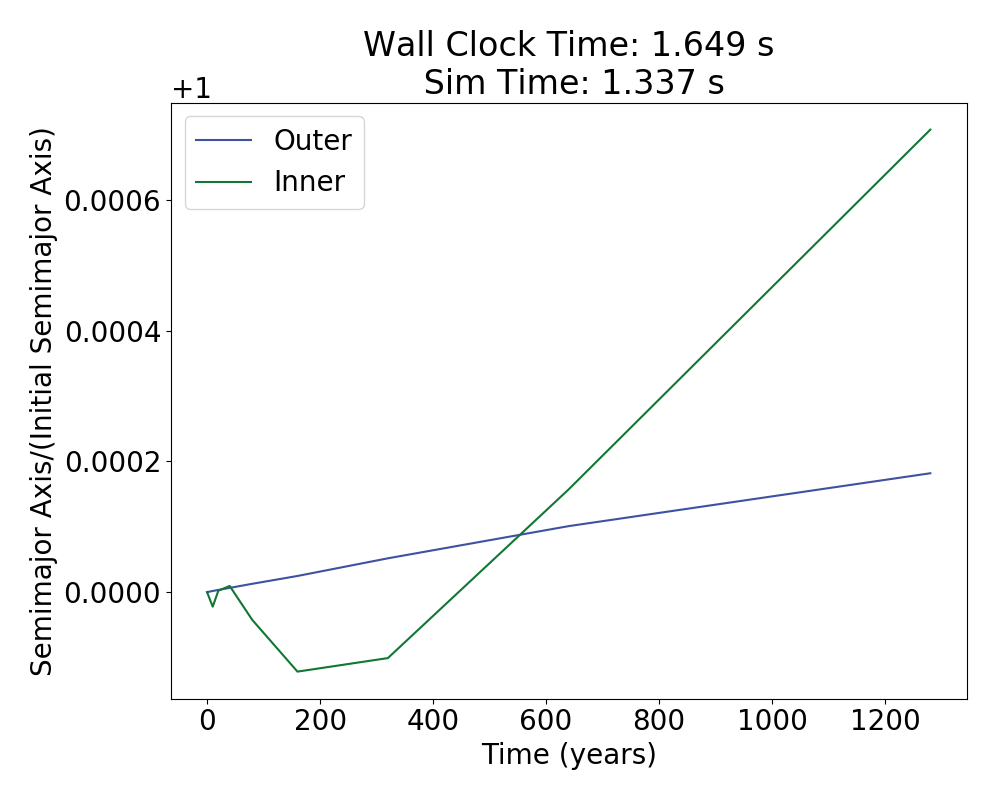 Wall Clock Time: 1.649 s
Sim Time: 1.337 s
+1
Outer
Inner
Semimajor Axis/(Initial Semimajor Axis)
0.0006
0.0004
0.0002
0.0000
0 200 400 600 800 1000 1200
Time (years)